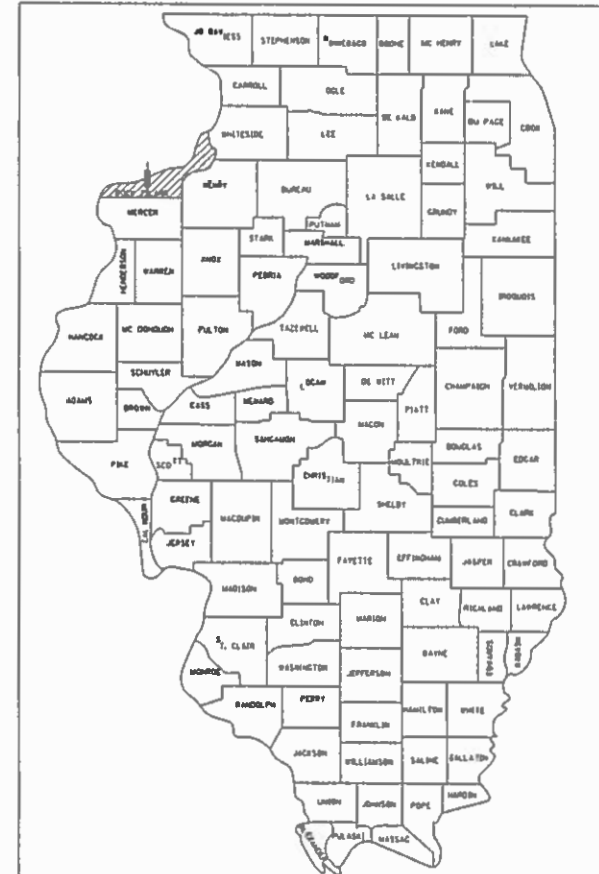 JO DAVIESS
STEPHENSON
WINNEBAGO
BOONE
MC HENRY
LAKE
CARROLL
OGLE
DE KALB
KANE
DU PAGE
COOK
WHITESIDE
LEE
KENDALL
WILL
ROCK ISLAND
HENRY
BUREAU
LA SALLE
GRUNDY
MERCER
PUTNAM
KANKAKEE
STARK
MARSHALL
HENDERSON
WARREN
KNOX
PEORIA
WOODFORD
LIVINGSTON
IROQUOIS
HANCOCK
MC DONOUGH
FULTON
TAZEWELL
MC LEAN
FORD
SCHUYLER
MASON
LOGAN
DE WITT
CHAMPAIGN
VERMILION
ADAMS
BROWN
CASS
MENARD
PIATT
MACON
PIKE
SCOTT
MORGAN
SANGAMON
CHRISTIAN
MOULTRIE
DOUGLAS
EDGAR
COLES
CALHOUN
GREENE
MACOUPIN
MONTGOMERY
SHELBY
CUMBERLAND
CLARK
JERSEY
FAYETTE
EFFINGHAM
JASPER
CRAWFORD
MADISON
BOND
CLAY
RICHLAND
LAWRENCE
CLINTON
MARION
ST. CLAIR
WASHINGTON
JEFFERSON
WAYNE
EDWARDS
WABASH
MONROE
RANDOLPH
PERRY
FRANKLIN
HAMILTON
WHITE
JACKSON
WILLIAMSON
SALINE
GALLATIN
UNION
JOHNSON
POPE
HARDIN
ALEXANDER
PULASKI
MASSAC